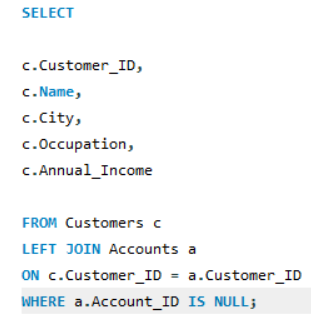 SELECT
c.Customer_ID,
c.Name,
c.City,
c.Occupation,
c.Annual_Income
FROM Customers c
LEFT JOIN Accounts a
ON c.Customer_ID = a.Customer_ID
WHERE a.Account_ID IS NULL;